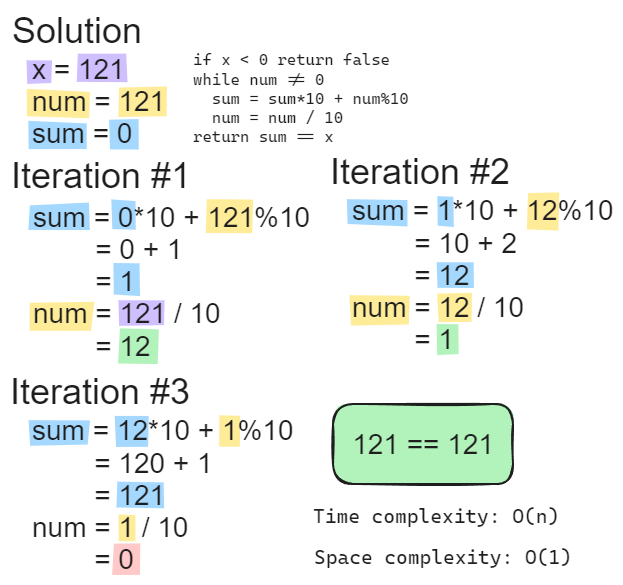 Solution
x = 121
num = 121
sum = 0
if x < 0 return false
while num ≠ 0
sum = sum*10 + num%10
num = num / 10
return sum == x
Iteration #1
sum = 0*10 + 121%10
= 0 + 1
= 1
num = 121 / 10
= 12
Iteration #2
sum = 1*10 + 12%10
= 10 + 2
= 12
num = 12 / 10
= 1
Iteration #3
sum = 12*10 + 1%10
= 120 + 1
= 121
num = 1 / 10
= 0
121 == 121
Time complexity: O(n)
Space complexity: O(1)